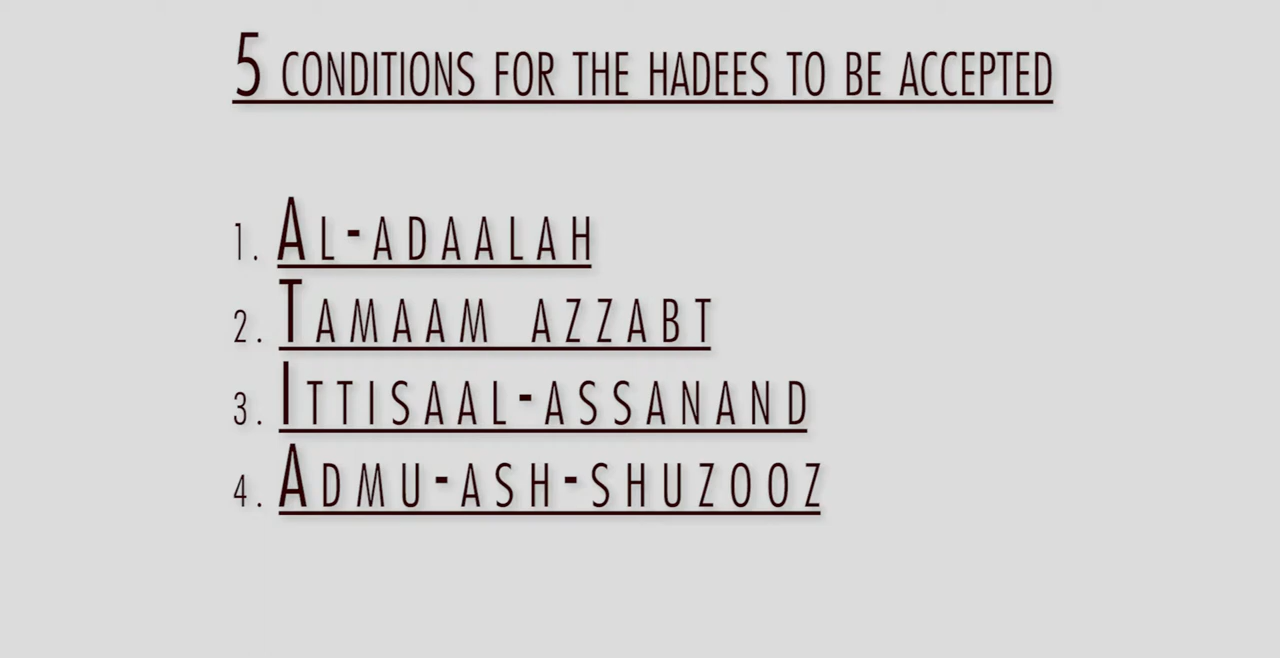 5 CONDITIONS FOR THE HADEES TO BE ACCEPTED
1. AL-ADAALAH
2. TAMAAM AZZABT
3. ITTISAAL-ASSANAND
4. ADMU-ASH-SHUZOOZ